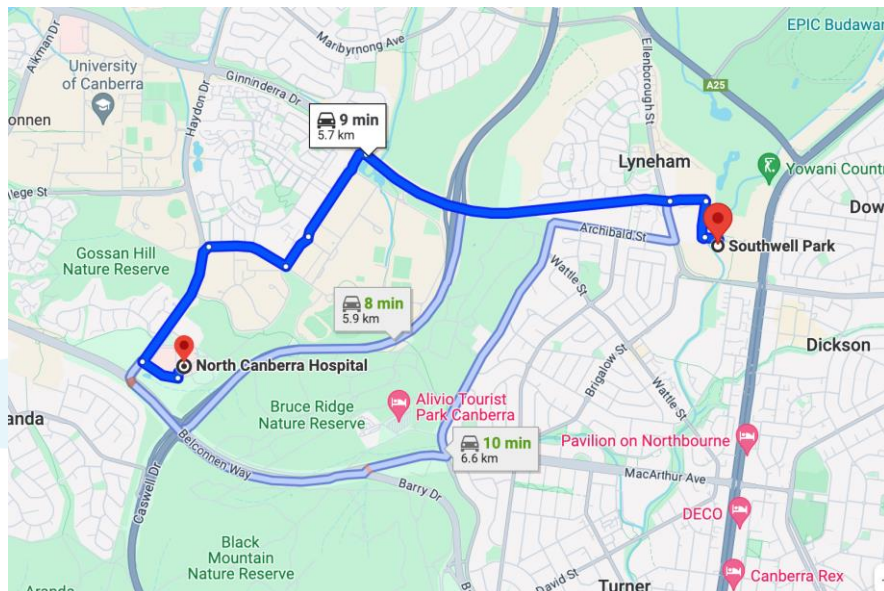 EPIC Budawar
Maribyrnong Ave
Aikman Dr
University
of Canberra
Ginninderra Dr
Ellenborough St
A25
onnen
Haydon Dr
9 min
5.7 km
Lyneham
Yowani Countr
ege St
Dow
Archibald St
Southwell Park
Gossan Hill
Nature Reserve
Wattle St
8 min
5.9 km
Dickson
North Canberra Hospital
Brigalow St
Wattle St
anda
Bruce Ridge
Nature Reserve
Alivio Tourist
Park Canberra
10 min
6.6 km
Pavilion on Northbourne
Belconnen Way
Caswell Dr
Barry Dr
MacArthur Ave
DECO
Black
Mountain
Nature Reserve
David St
Turner
Canberra Rex